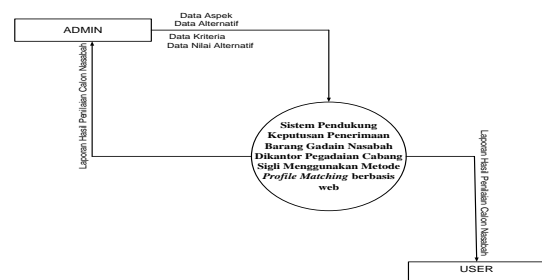 ADMIN
Data Aspek
Data Alternatif
Data Kriteria
Data Nilai Alternatif
Laporan Hasil Penilaian Calon Nasabah
Sistem Pendukung
Keputusan Penerimaan
Barang Gadain Nasabah
Dikantor Pegadaian Cabang
Sigli Menggunakan Metode
Profile Matching berbasis
web
Laporan Hasil Penilaian Calon Nasabah
USER